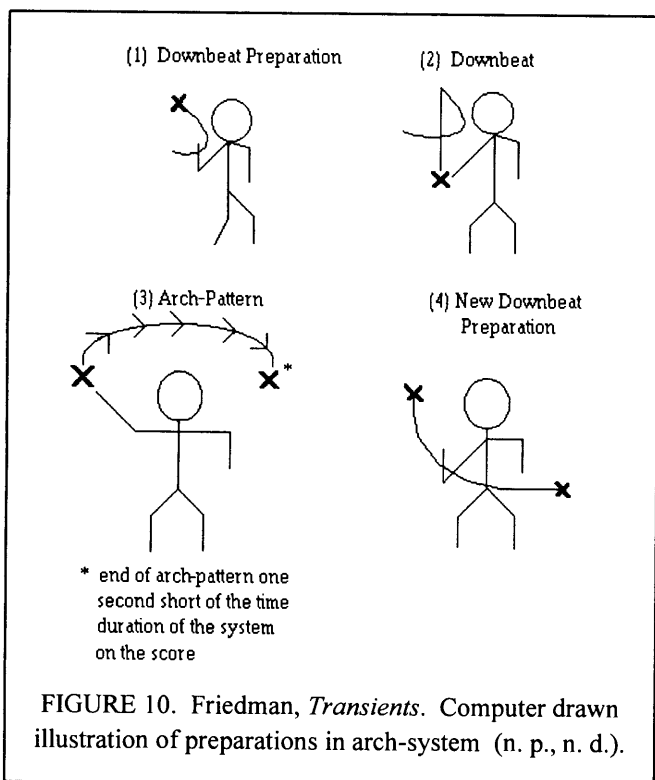 (1) Downbeat Preparation
(2) Downbeat
(3) Arch-Pattern
*
(4) New Downbeat
Preparation
* end of arch-pattern one
second short of the time
duration of the system
on the score
FIGURE 10. Friedman, Transients. Computer drawn
illustration of preparations in arch-system (n. p., n. d.).